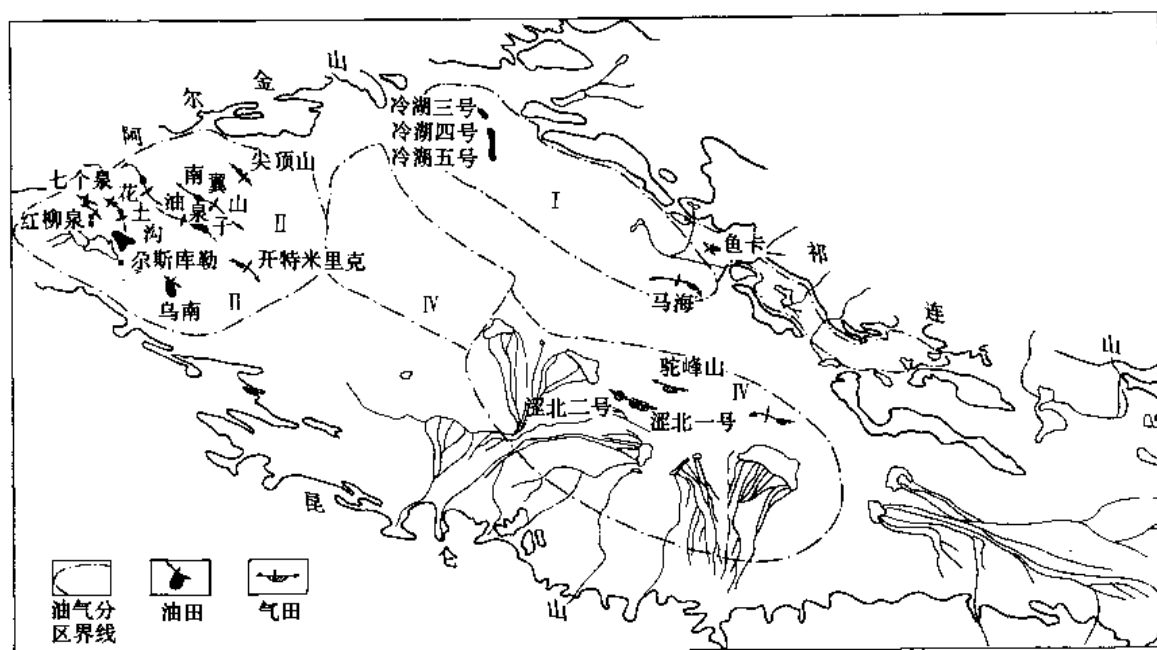 阿尔金山
冷湖三号
冷湖四号
冷湖五号
尖顶山
七个泉
南翼山
花土沟
油泉子
红柳泉
II
I
鱼卡
祁连山
尕斯库勒
开特米里克
乌南
II
IV
马海
驼峰山
IV
涩北二号
涩北一号
昆仑山
油气分
区界线
油田
气田